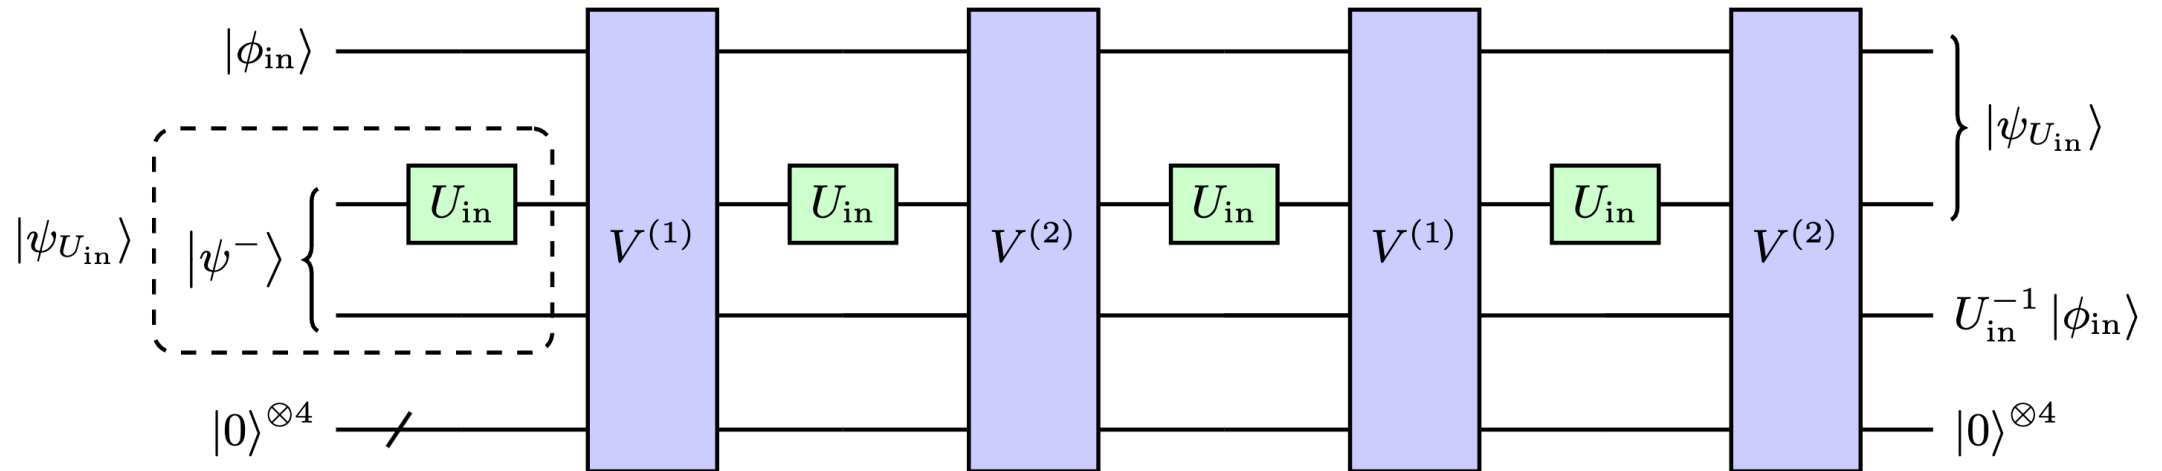 |ϕ_in⟩
|ψ_{U_in}⟩
|ψ⁻⟩
|0⟩^{⊗4}
U_in
V^{(1)}
U_in
V^{(2)}
U_in
V^{(1)}
U_in
V^{(2)}
|ψ_{U_in}⟩
U_in^{-1} |ϕ_in⟩
|0⟩^{⊗4}